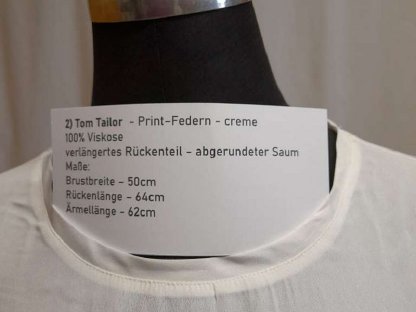 2) Tom Tailor - Print-Federn - creme
100% Viskose
verlängertes Rückenteil - abgerundeter Saum
Maße:
Brustbreite - 50cm
Rückenlänge - 64cm
Ärmellänge - 62cm